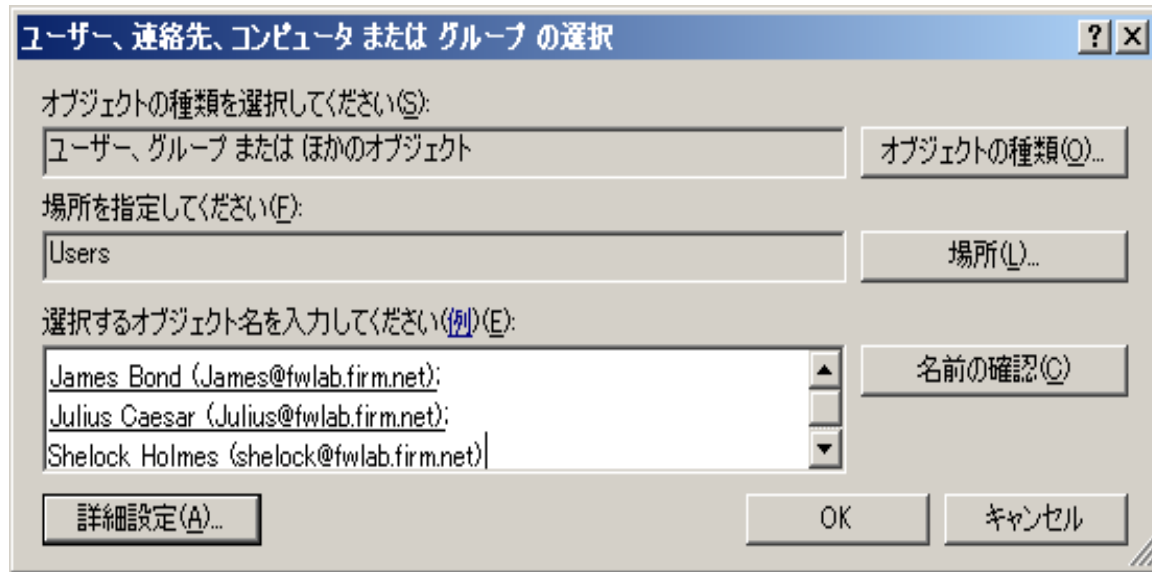 ユーザー、連絡先、コンピュータ または グループ の選択
オブジェクトの種類を選択してください(S):
ユーザー、グループ または ほかのオブジェクト
オブジェクトの種類(O)...
場所を指定してください(F):
Users
場所(L)...
選択するオブジェクト名を入力してください(例)(E):
James Bond (James@fwlab.firm.net);
Julius Caesar (Julius@fwlab.firm.net);
Shelock Holmes (shelock@fwlab.firm.net)
名前の確認(C)
詳細設定(A)...
OK
キャンセル